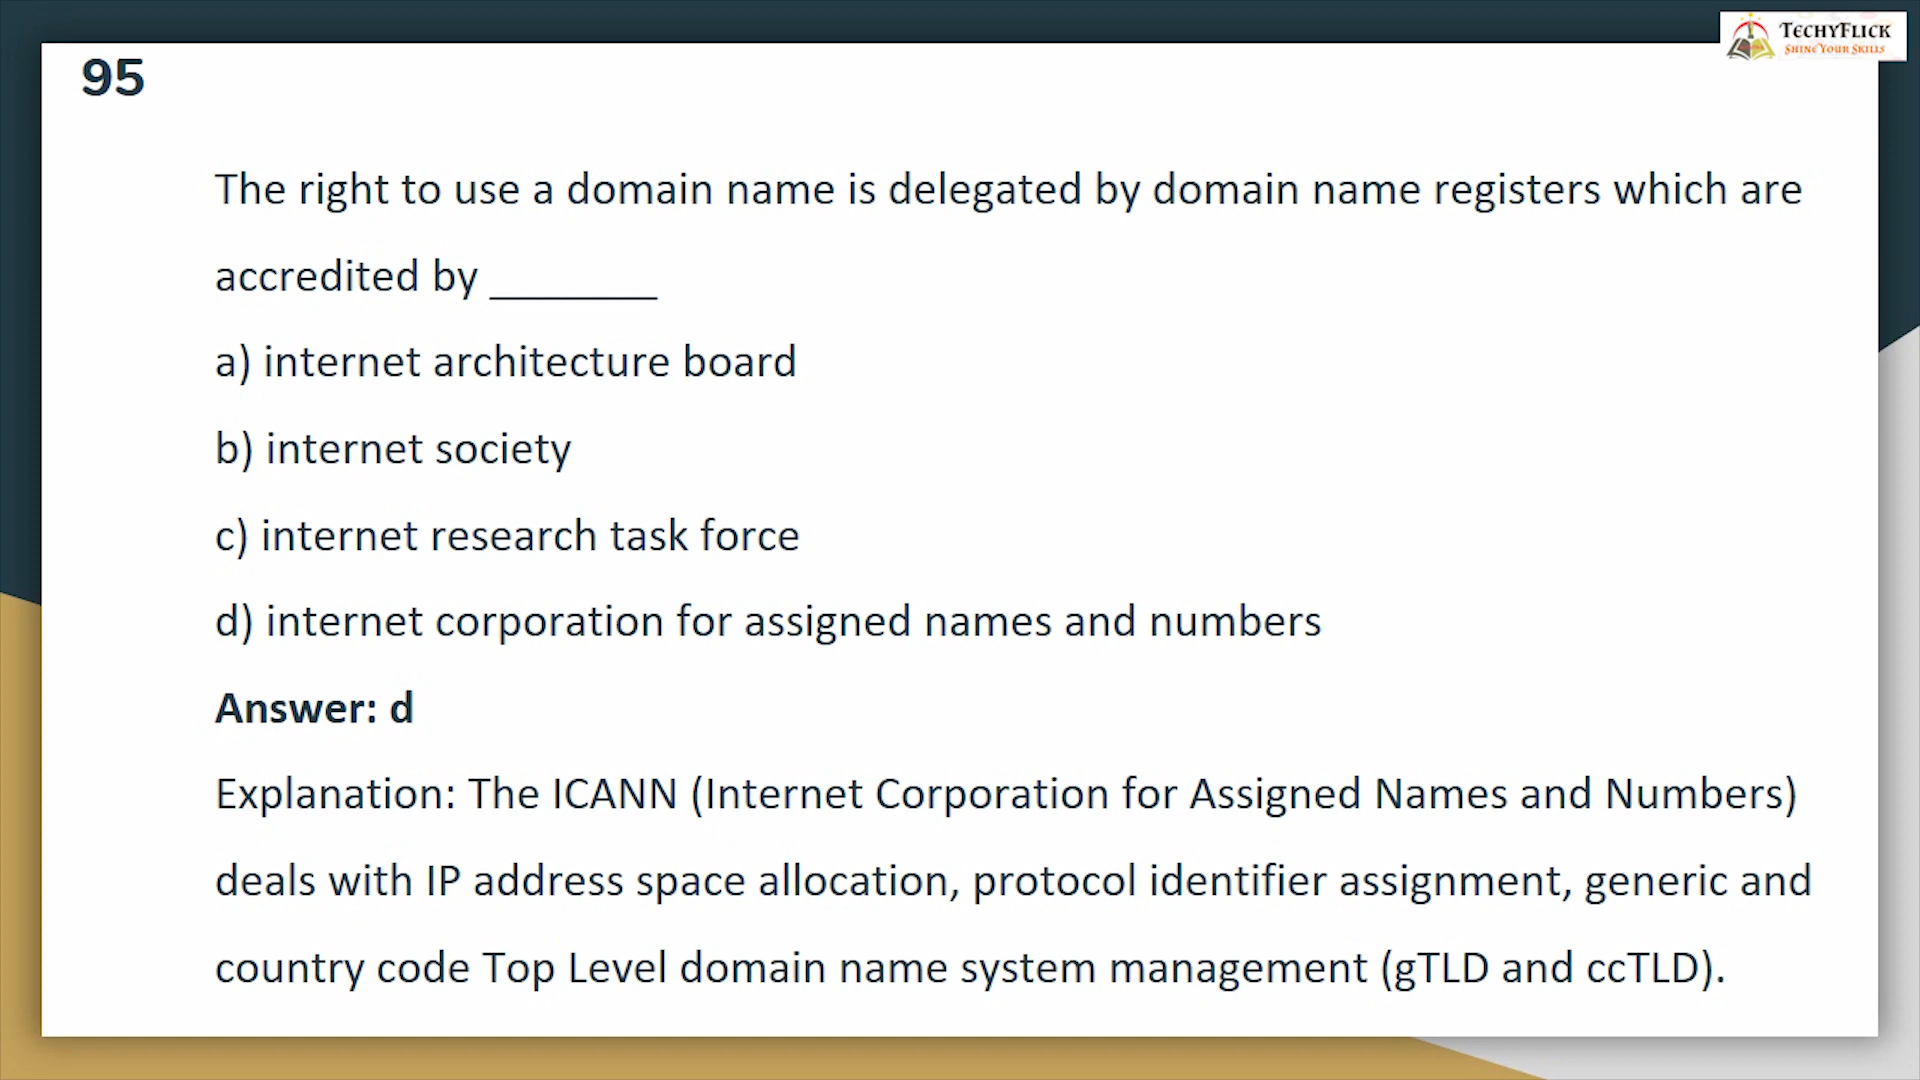 TECHYFLICK
SHINE YOUR SKILLS
95
The right to use a domain name is delegated by domain name registers which are
accredited by ________
a) internet architecture board
b) internet society
c) internet research task force
d) internet corporation for assigned names and numbers
Answer: d
Explanation: The ICANN (Internet Corporation for Assigned Names and Numbers)
deals with IP address space allocation, protocol identifier assignment, generic and
country code Top Level domain name system management (gTLD and ccTLD).